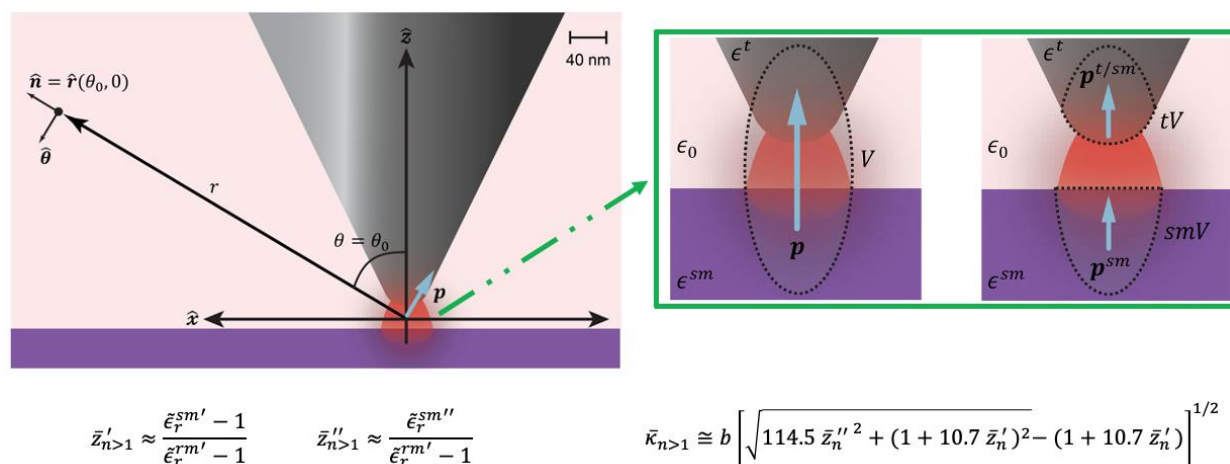 ẑ
40 nm
n̂ = r̂(θ₀, 0)
θ̂
r
θ = θ₀
p
x̂
ϵᵗ
ϵ₀
V
p
ϵˢᵐ
ϵᵗ
pᵗ/ˢᵐ
tV
ϵ₀
smV
pˢᵐ
ϵˢᵐ
z̄′ₙ>₁ ≈ (ϵ̃ᵣˢᵐ′ − 1)/(ϵ̃ᵣʳᵐ′ − 1) z̄″ₙ>₁ ≈ ϵ̃ᵣˢᵐ″/(ϵ̃ᵣʳᵐ′ − 1) κ̄ₙ>₁ ≅ b [√(114.5 z̄ₙ″ ² + (1 + 10.7 z̄ₙ′)²) − (1 + 10.7 z̄ₙ′)]^1/2